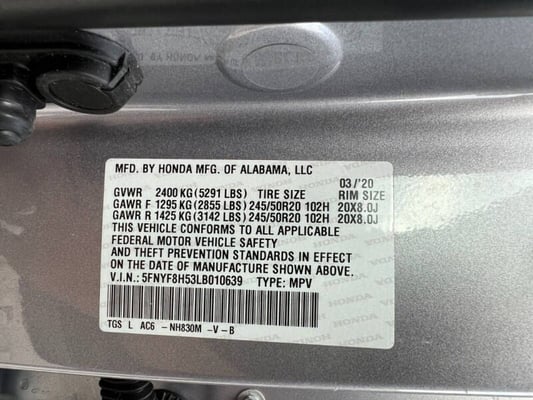 MFD. BY HONDA MFG. OF ALABAMA, LLC
03/'20
GVWR 2400 KG(5291 LBS) TIRE SIZE RIM SIZE
GAWR F 1295 KG(2855 LBS)245/50R20 102H 20X8.0J
GAWR R 1425 KG(3142 LBS)245/50R20 102H 20X8.0J
THIS VEHICLE CONFORMS TO ALL APPLICABLE
FEDERAL MOTOR VEHICLE SAFETY
AND THEFT PREVENTION STANDARDS IN EFFECT
ON THE DATE OF MANUFACTURE SHOWN ABOVE.
V.I.N.: 5FNYF8H53LB010639 TYPE: MPV
TGS L AC6 -NH830M -V-B